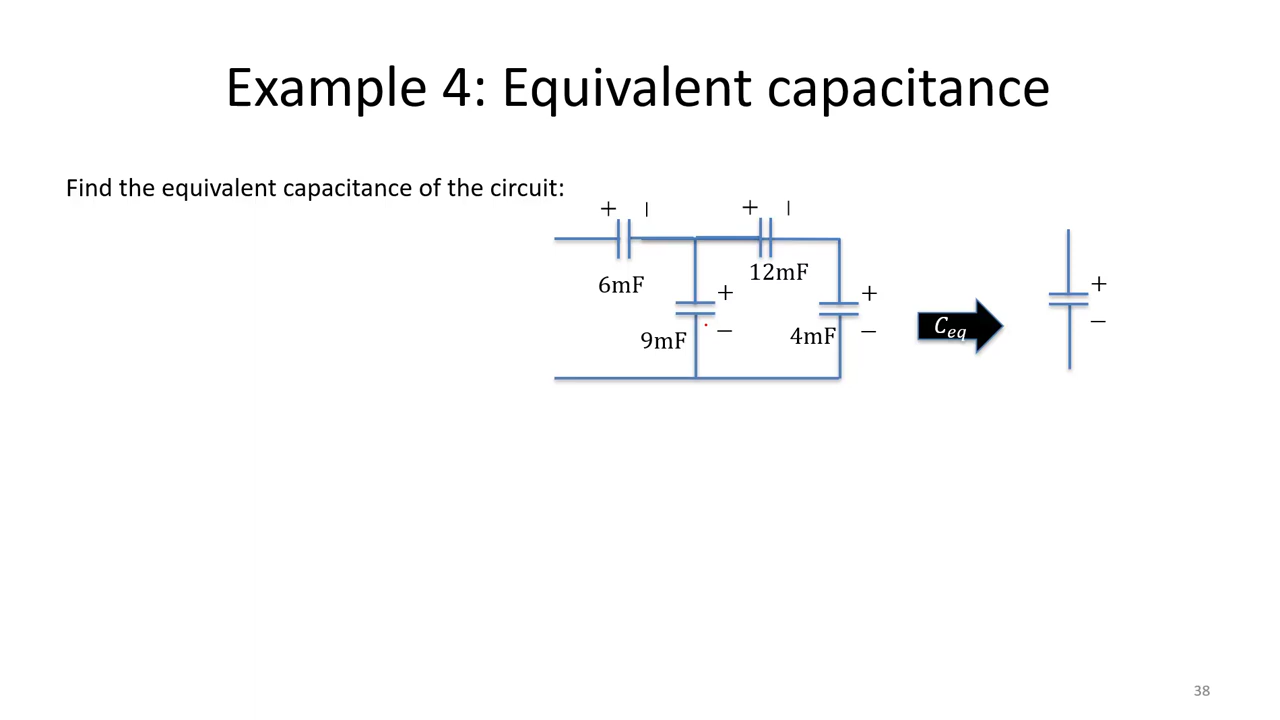 Example 4: Equivalent capacitance
Find the equivalent capacitance of the circuit:
+ − + −
6mF
12mF
+ −
9mF
+ −
4mF
C_eq
+ −
38